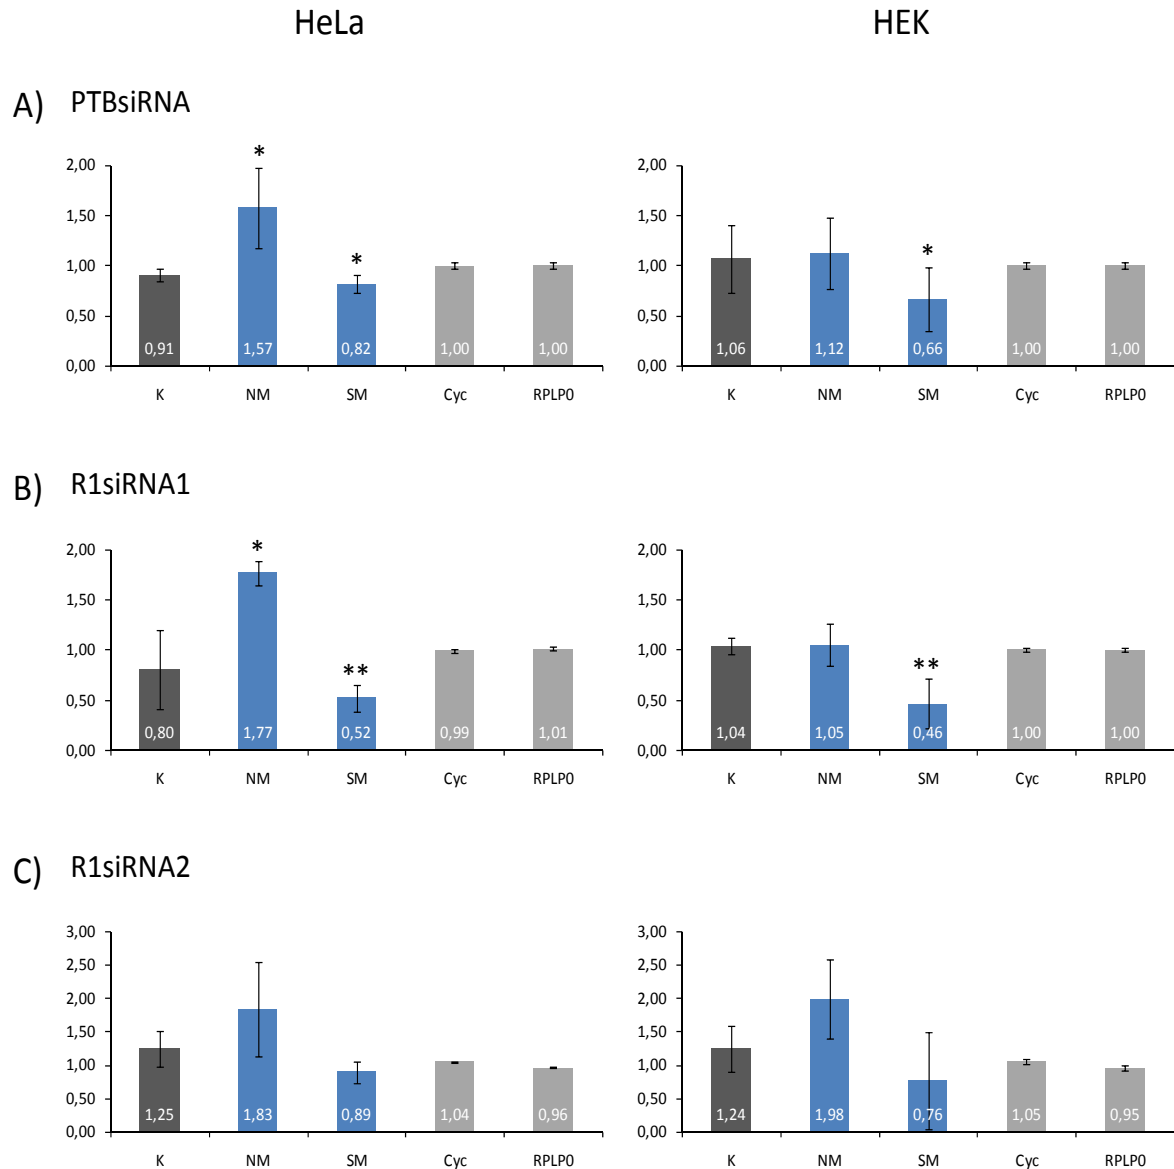 HeLa HEK
A) PTBsiRNA
* *
2,00
1,50
1,00
0,50
0,00
0,91 1,57 0,82 1,00 1,00
K NM SM Cyc RPLP0
*
2,00
1,50
1,00
0,50
0,00
1,06 1,12 0,66 1,00 1,00
K NM SM Cyc RPLP0
B) R1siRNA1
* **
2,00
1,50
1,00
0,50
0,00
0,80 1,77 0,52 0,99 1,01
K NM SM Cyc RPLP0
**
2,00
1,50
1,00
0,50
0,00
1,04 1,05 0,46 1,00 1,00
K NM SM Cyc RPLP0
C) R1siRNA2
3,00
2,50
2,00
1,50
1,00
0,50
0,00
1,25 1,83 0,89 1,04 0,96
K NM SM Cyc RPLP0
3,00
2,50
2,00
1,50
1,00
0,50
0,00
1,24 1,98 0,76 1,05 0,95
K NM SM Cyc RPLP0